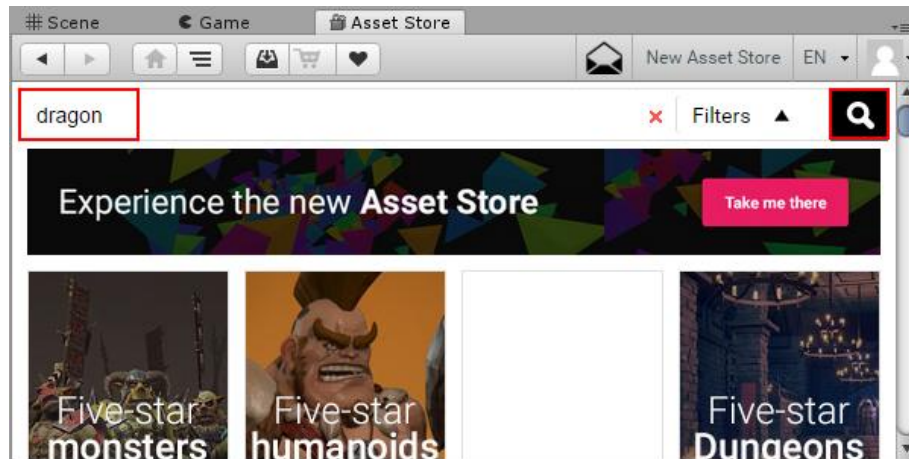 Scene Game Asset Store
New Asset Store EN
dragon Filters
Experience the new Asset Store Take me there
Five-star Five-star Five-star
monsters humanoids Dungeons